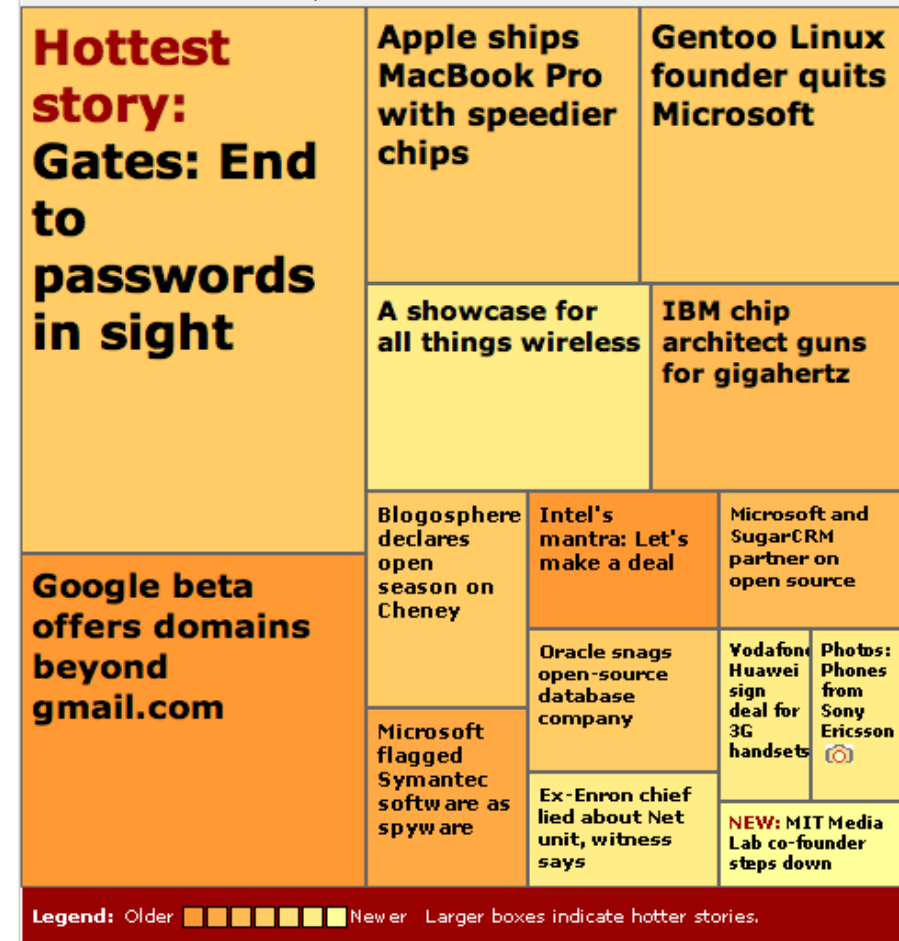 Hottest
story:
Gates: End
to
passwords
in sight
Apple ships
MacBook Pro
with speedier
chips
Gentoo Linux
founder quits
Microsoft
A showcase for
all things wireless
IBM chip
architect guns
for gigahertz
Google beta
offers domains
beyond
gmail.com
Blogosphere
declares
open
season on
Cheney
Intel's
mantra: Let's
make a deal
Microsoft and
SugarCRM
partner on
open source
Microsoft
flagged
Symantec
software as
spyware
Oracle snags
open-source
database
company
Vodafone
Huawei
sign
deal for
3G
handsets
Photos:
Phones
from
Sony
Ericsson
Ex-Enron chief
lied about Net
unit, witness
says
NEW: MIT Media
Lab co-founder
steps down
Legend: Older Newer Larger boxes indicate hotter stories.